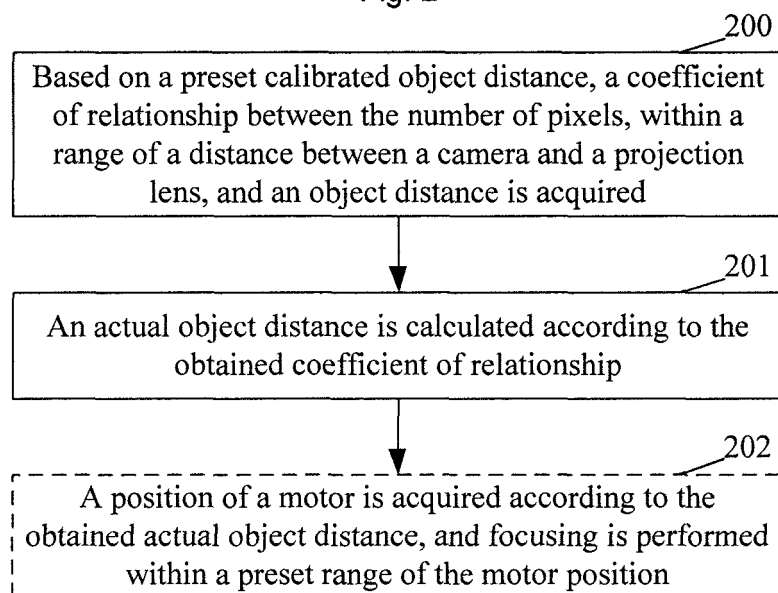 200
Based on a preset calibrated object distance, a coefficient
of relationship between the number of pixels, within a
range of a distance between a camera and a projection
lens, and an object distance is acquired
201
An actual object distance is calculated according to the
obtained coefficient of relationship
202
A position of a motor is acquired according to the
obtained actual object distance, and focusing is performed
within a preset range of the motor position